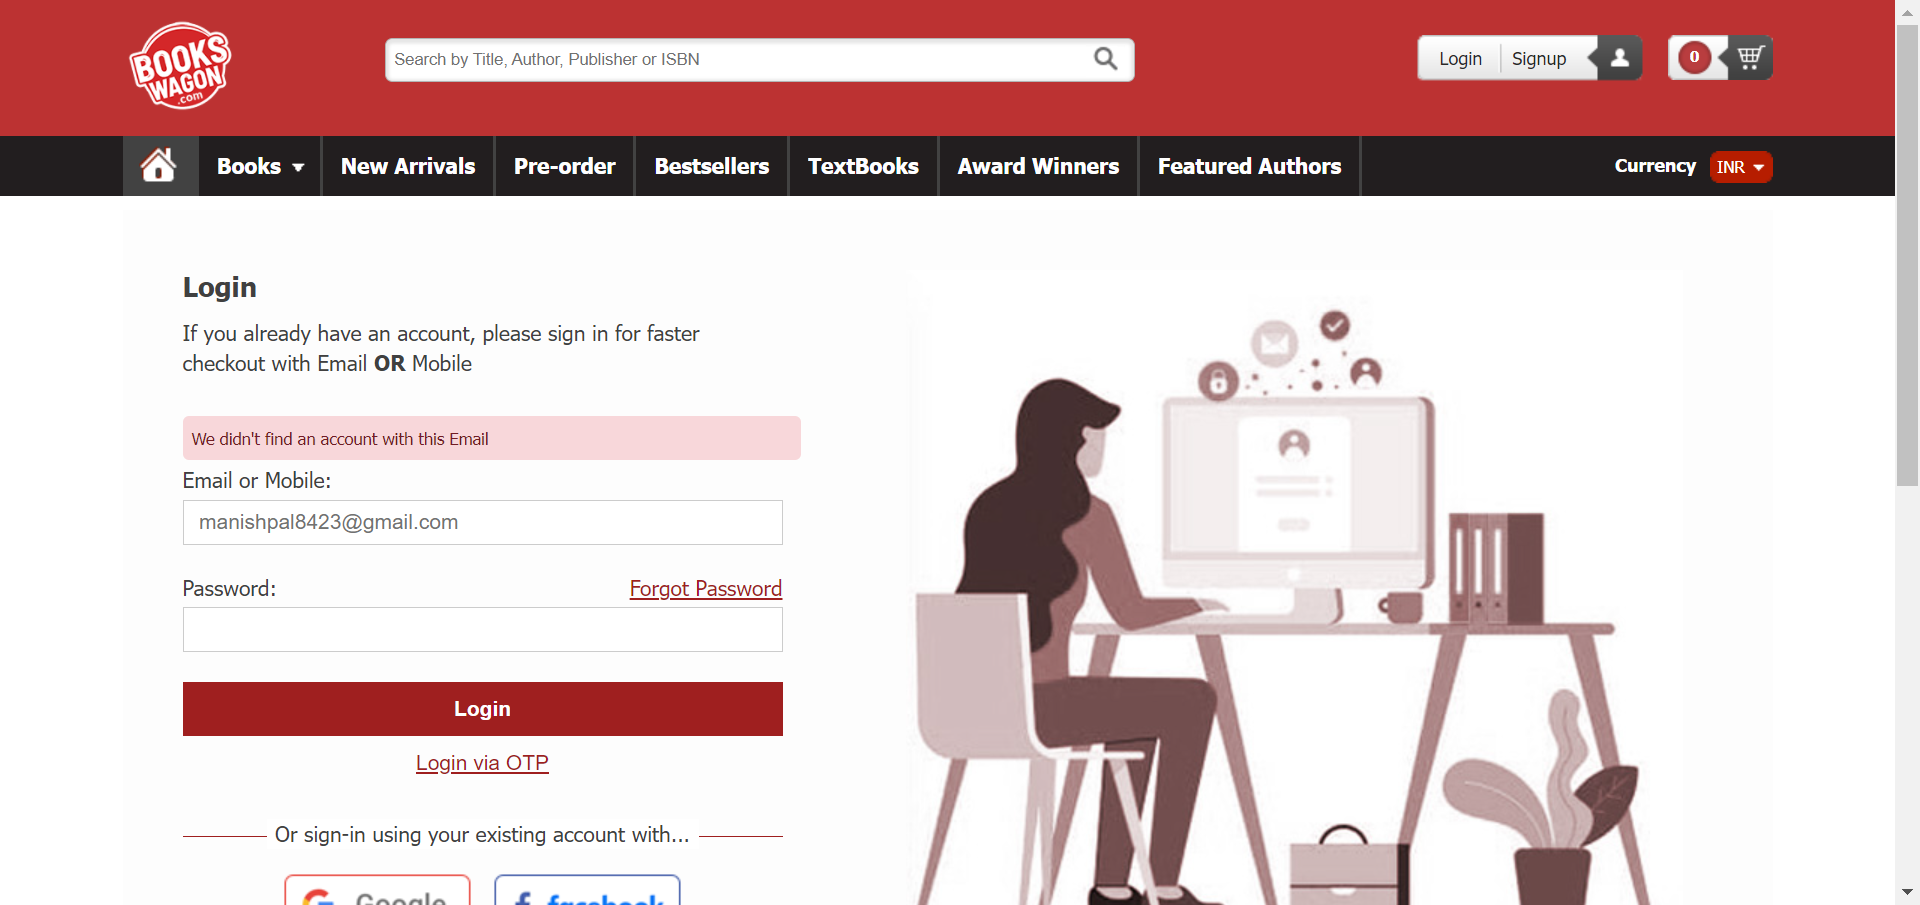 BOOKS
WAGON
.com
Search by Title, Author, Publisher or ISBN
Login
Signup
0
Books
New Arrivals
Pre-order
Bestsellers
TextBooks
Award Winners
Featured Authors
Currency
INR
Login
If you already have an account, please sign in for faster
checkout with Email OR Mobile
We didn't find an account with this Email
Email or Mobile:
manishpal8423@gmail.com
Password:
Forgot Password
Login
Login via OTP
Or sign-in using your existing account with...
Google
facebook